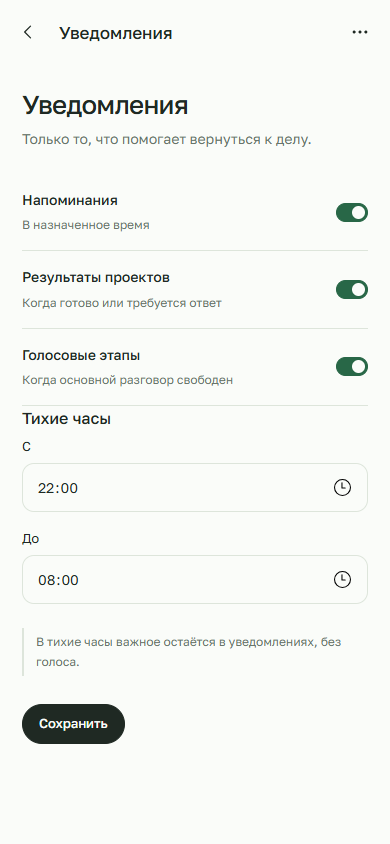 Уведомления
Уведомления
Только то, что помогает вернуться к делу.
Напоминания
В назначенное время
Результаты проектов
Когда готово или требуется ответ
Голосовые этапы
Когда основной разговор свободен
Тихие часы
С
22:00
До
08:00
В тихие часы важное остаётся в уведомлениях, без
голоса.
Сохранить